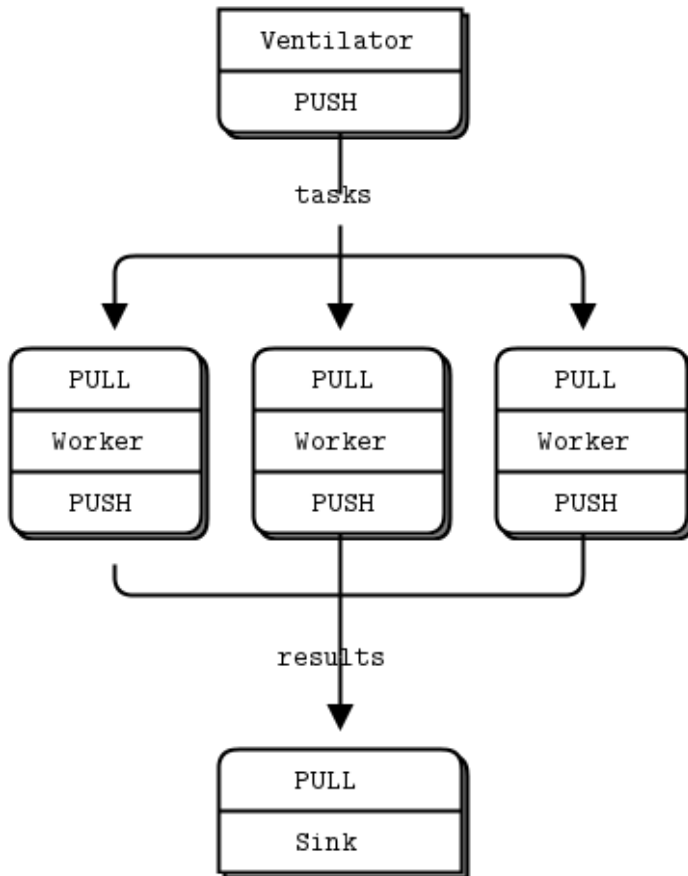 Ventilator
PUSH
tasks
PULL PULL PULL
Worker Worker Worker
PUSH PUSH PUSH
results
PULL
Sink